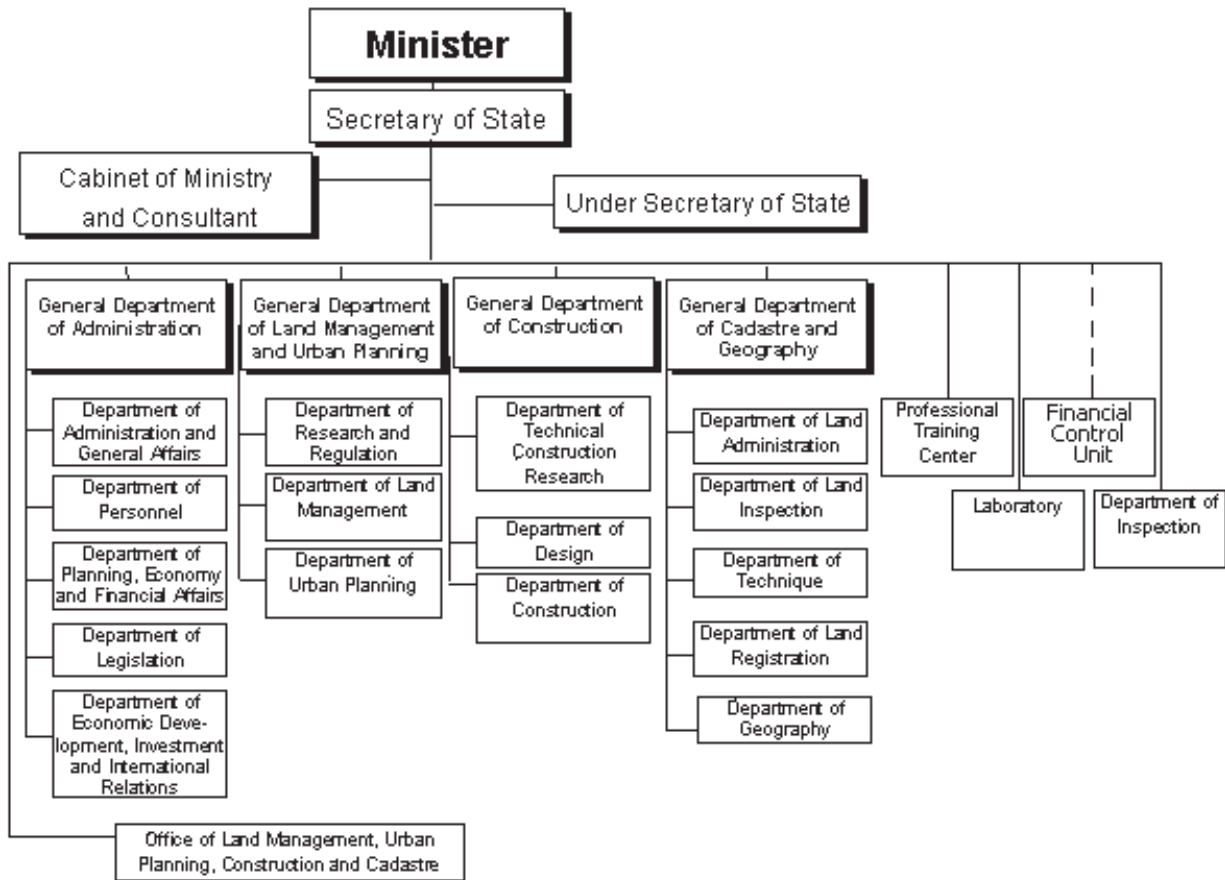 Minister
Secretary of State
Cabinet of Ministry
and Consultant
Under Secretary of State
General Department
of Administration
General Department
of Land Management
and Urban Planning
General Department
of Construction
General Department
of Cadastre and
Geography
Department of
Administration and
General Affairs
Department of
Personnel
Department of
Planning, Economy
and Financial Affairs
Department of
Legislation
Department of
Economic Deve-
lopment, Investment
and International
Relations
Department of
Research and
Regulation
Department of Land
Management
Department of
Urban Planning
Department of
Technical
Construction
Research
Department of
Design
Department of
Construction
Department of Land
Administration
Department of Land
Inspection
Department of
Technique
Department of Land
Registration
Department of
Geography
Professional
Training
Center
Laboratory
Financial
Control
Unit
Department of
Inspection
Office of Land Management, Urban
Planning, Construction and Cadastre